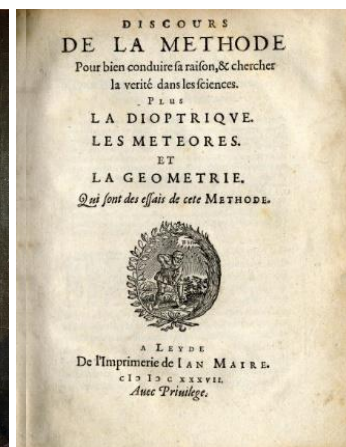 DISCOURS
DE LA METHODE
Pour bien conduire sa raison, & chercher
la verité dans les sciences.
PLUS
LA DIOPTRIQVE.
LES METEORES.
ET
LA GEOMETRIE.
Qui sont des essais de cete METHODE.
A LEYDE
De l'Imprimerie de IAN MAIRE.
cIↃ IↃ c xxxvii.
Auec Priuilege.